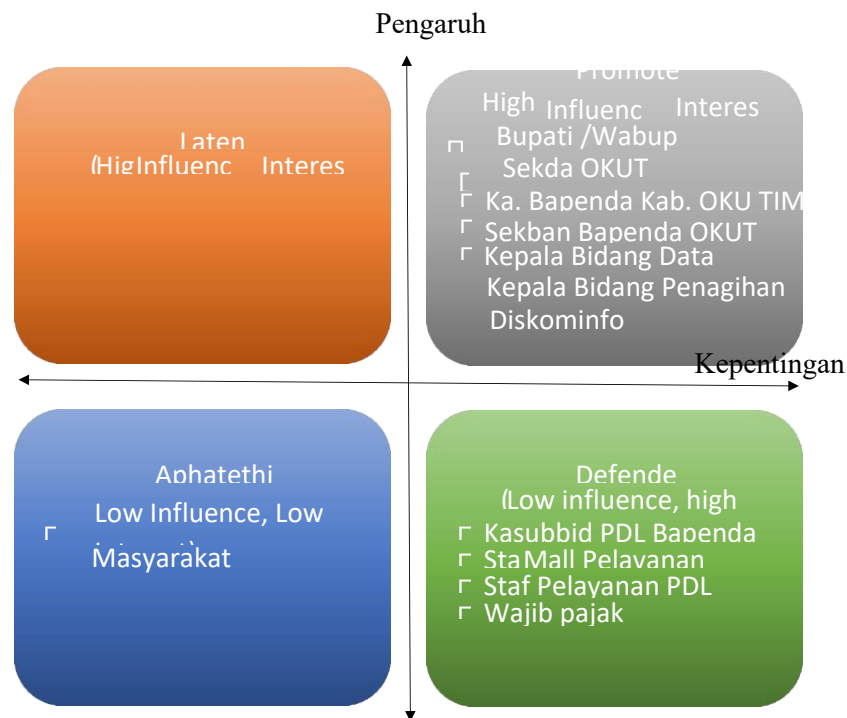 Pengaruh
Laten
(HigInfluenc Interes
Promote
High Influenc Interes
Bupati /Wabup
Sekda OKUT
Ka. Bapenda Kab. OKU TIM
Sekban Bapenda OKUT
Kepala Bidang Data
Kepala Bidang Penagihan
Diskominfo
Kepentingan
Aphatethi
Low Influence, Low
Masyarakat
Defende
(Low influence, high
Kasubbid PDL Bapenda
StaMall Pelayanan
Staf Pelayanan PDL
Wajib pajak